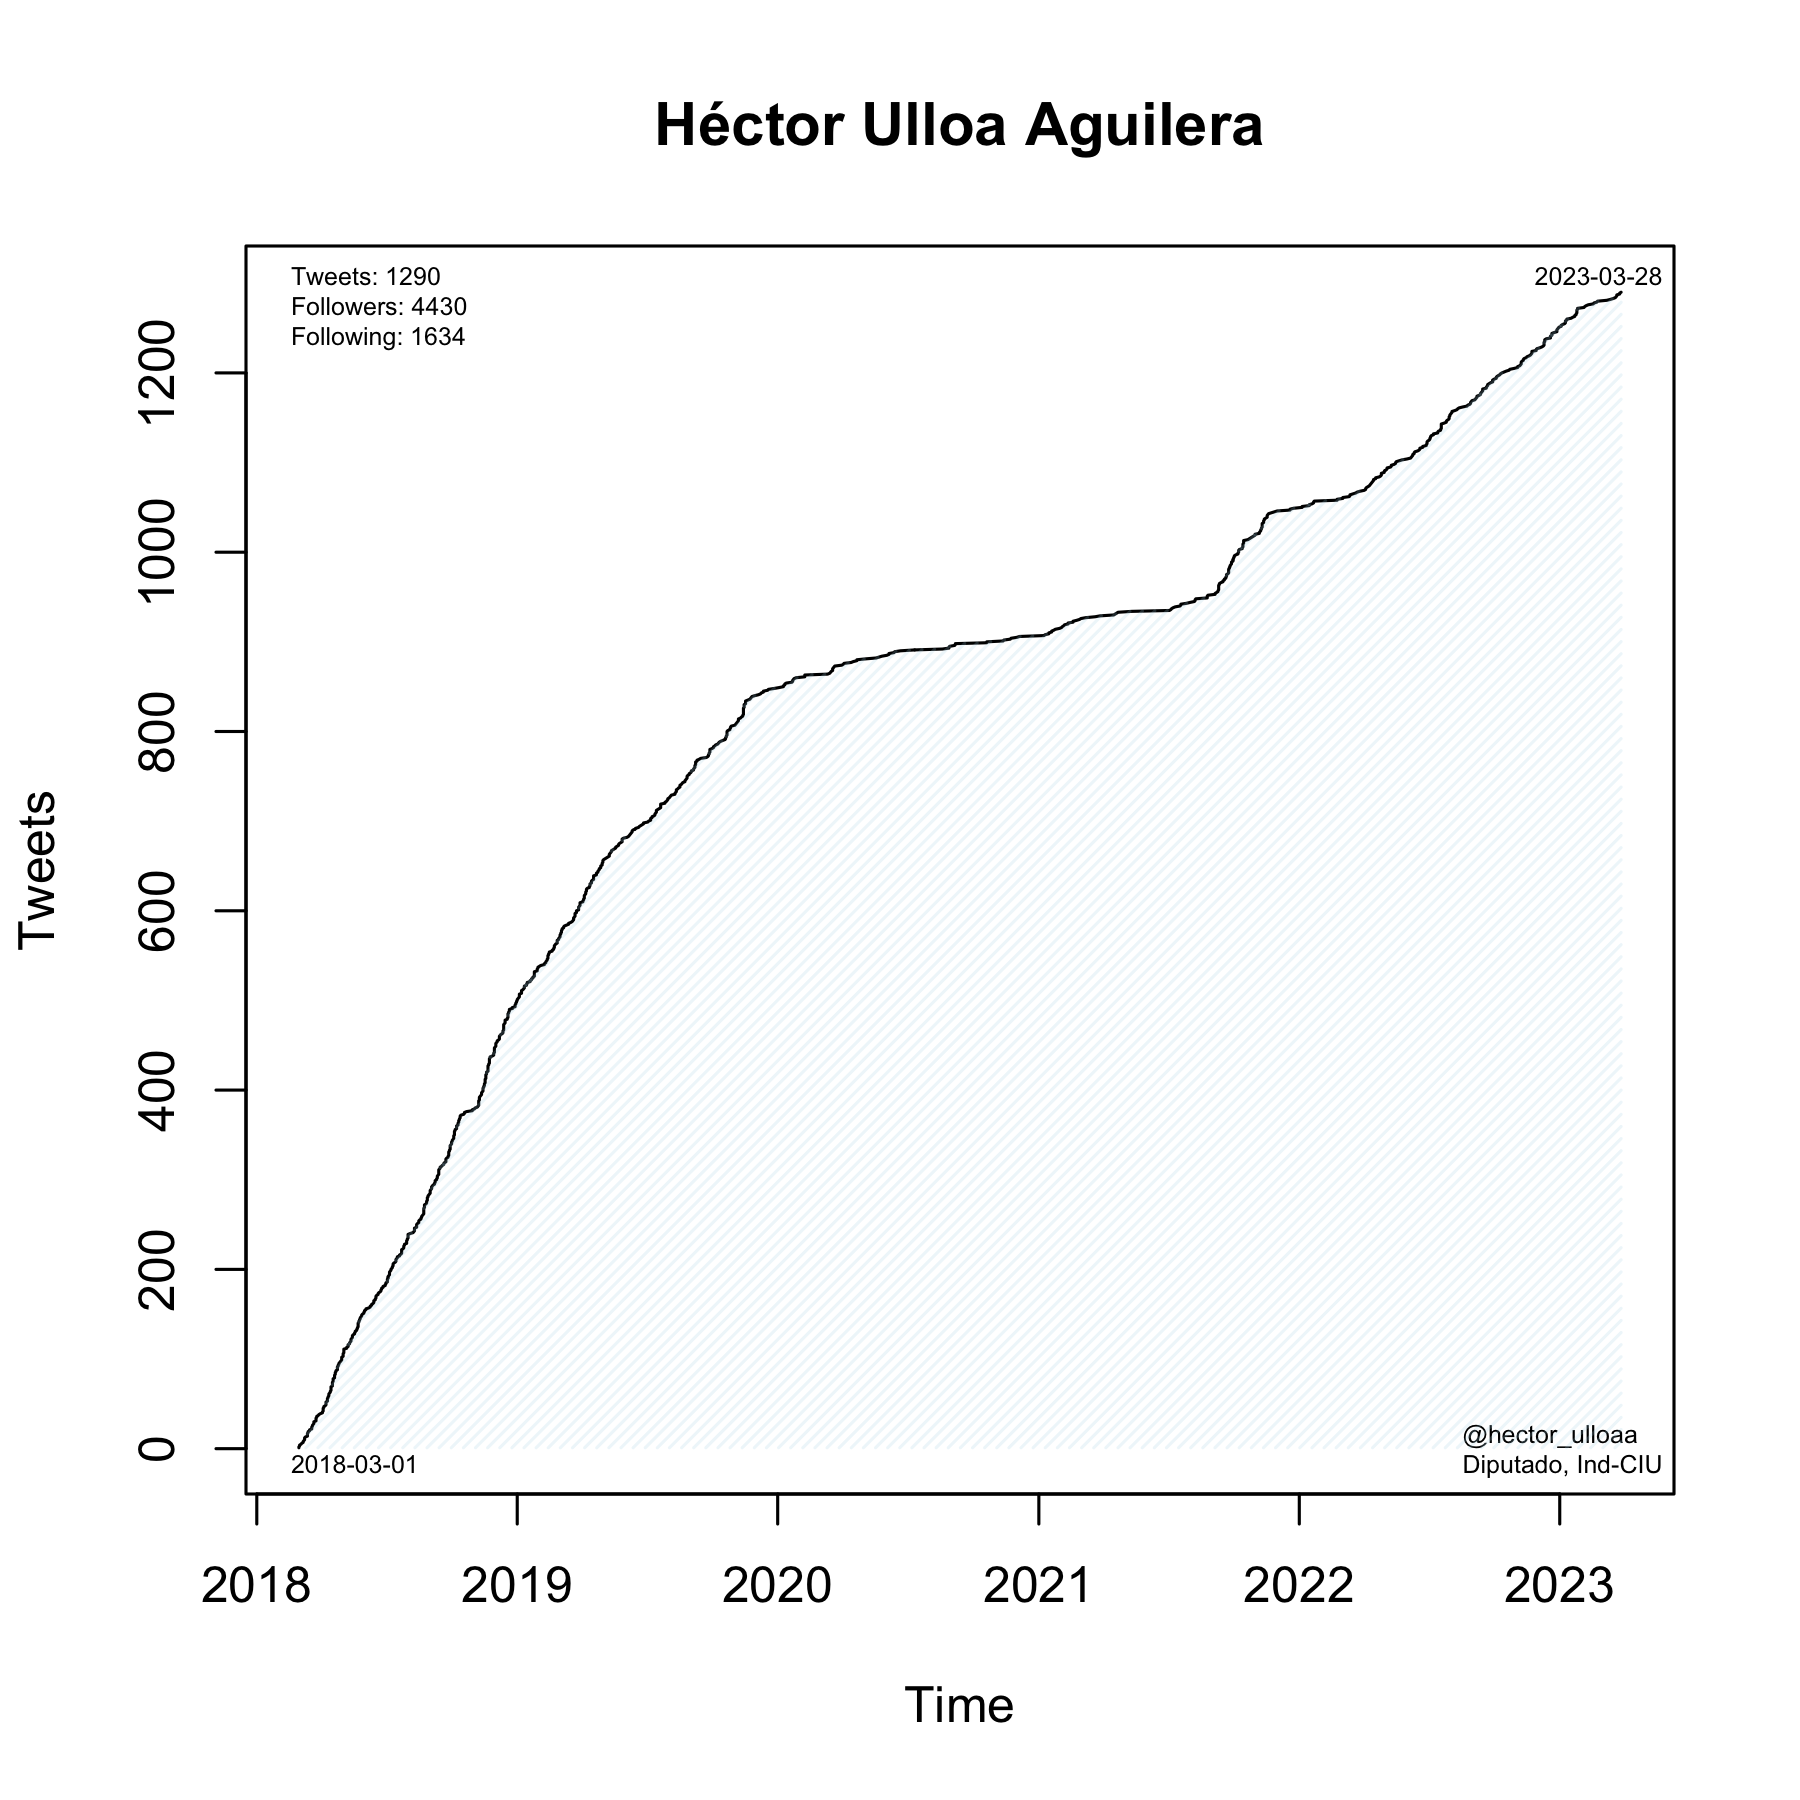 Héctor Ulloa Aguilera
Tweets: 1290
Followers: 4430
Following: 1634
2023-03-28
1200
1000
800
600
400
200
0
Tweets
2018-03-01
@hector_ulloaa
Diputado, Ind-CIU
2018 2019 2020 2021 2022 2023
Time